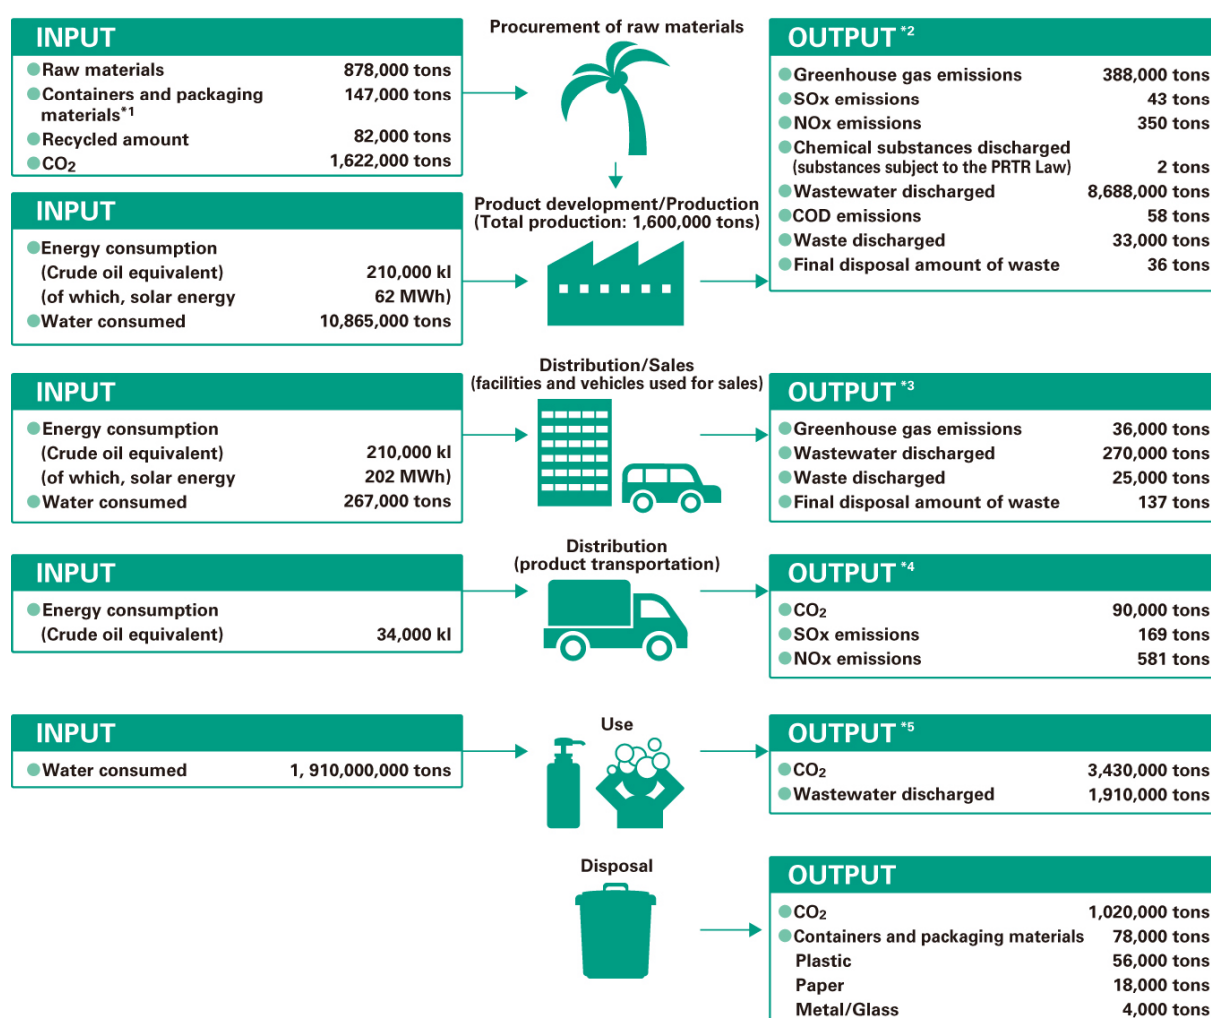 Procurement of raw materials
INPUT
Raw materials 878,000 tons
Containers and packaging 147,000 tons
materials*1
Recycled amount 82,000 tons
CO2 1,622,000 tons
OUTPUT *2
Greenhouse gas emissions 388,000 tons
SOx emissions 43 tons
NOx emissions 350 tons
Chemical substances discharged
(substances subject to the PRTR Law) 2 tons
Wastewater discharged 8,688,000 tons
COD emissions 58 tons
Waste discharged 33,000 tons
Final disposal amount of waste 36 tons
Product development/Production
(Total production: 1,600,000 tons)
INPUT
Energy consumption
(Crude oil equivalent) 210,000 kl
(of which, solar energy 62 MWh)
Water consumed 10,865,000 tons
Distribution/Sales
(facilities and vehicles used for sales)
INPUT
Energy consumption
(Crude oil equivalent) 210,000 kl
(of which, solar energy 202 MWh)
Water consumed 267,000 tons
OUTPUT *3
Greenhouse gas emissions 36,000 tons
Wastewater discharged 270,000 tons
Waste discharged 25,000 tons
Final disposal amount of waste 137 tons
Distribution
(product transportation)
INPUT
Energy consumption
(Crude oil equivalent) 34,000 kl
OUTPUT *4
CO2 90,000 tons
SOx emissions 169 tons
NOx emissions 581 tons
Use
INPUT
Water consumed 1, 910,000,000 tons
OUTPUT *5
CO2 3,430,000 tons
Wastewater discharged 1,910,000 tons
Disposal
OUTPUT
CO2 1,020,000 tons
Containers and packaging materials 78,000 tons
Plastic 56,000 tons
Paper 18,000 tons
Metal/Glass 4,000 tons